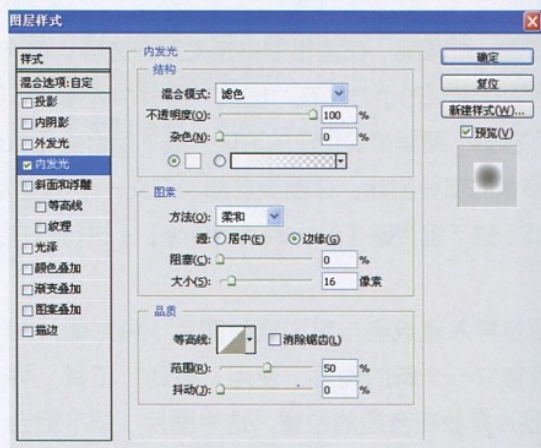 图层样式
样式
混合选项:自定
投影
内阴影
外发光
内发光
斜面和浮雕
等高线
纹理
光泽
颜色叠加
渐变叠加
图案叠加
描边
内发光
结构
混合模式: 滤色
不透明度(O): 100 %
杂色(N): 0 %
图素
方法(Q): 柔和
源: 居中(E) 边缘(G)
阻塞(C): 0 %
大小(S): 16 像素
品质
等高线: 消除锯齿(L)
范围(R): 50 %
抖动(J): 0 %
确定
复位
新建样式(W)...
预览(V)